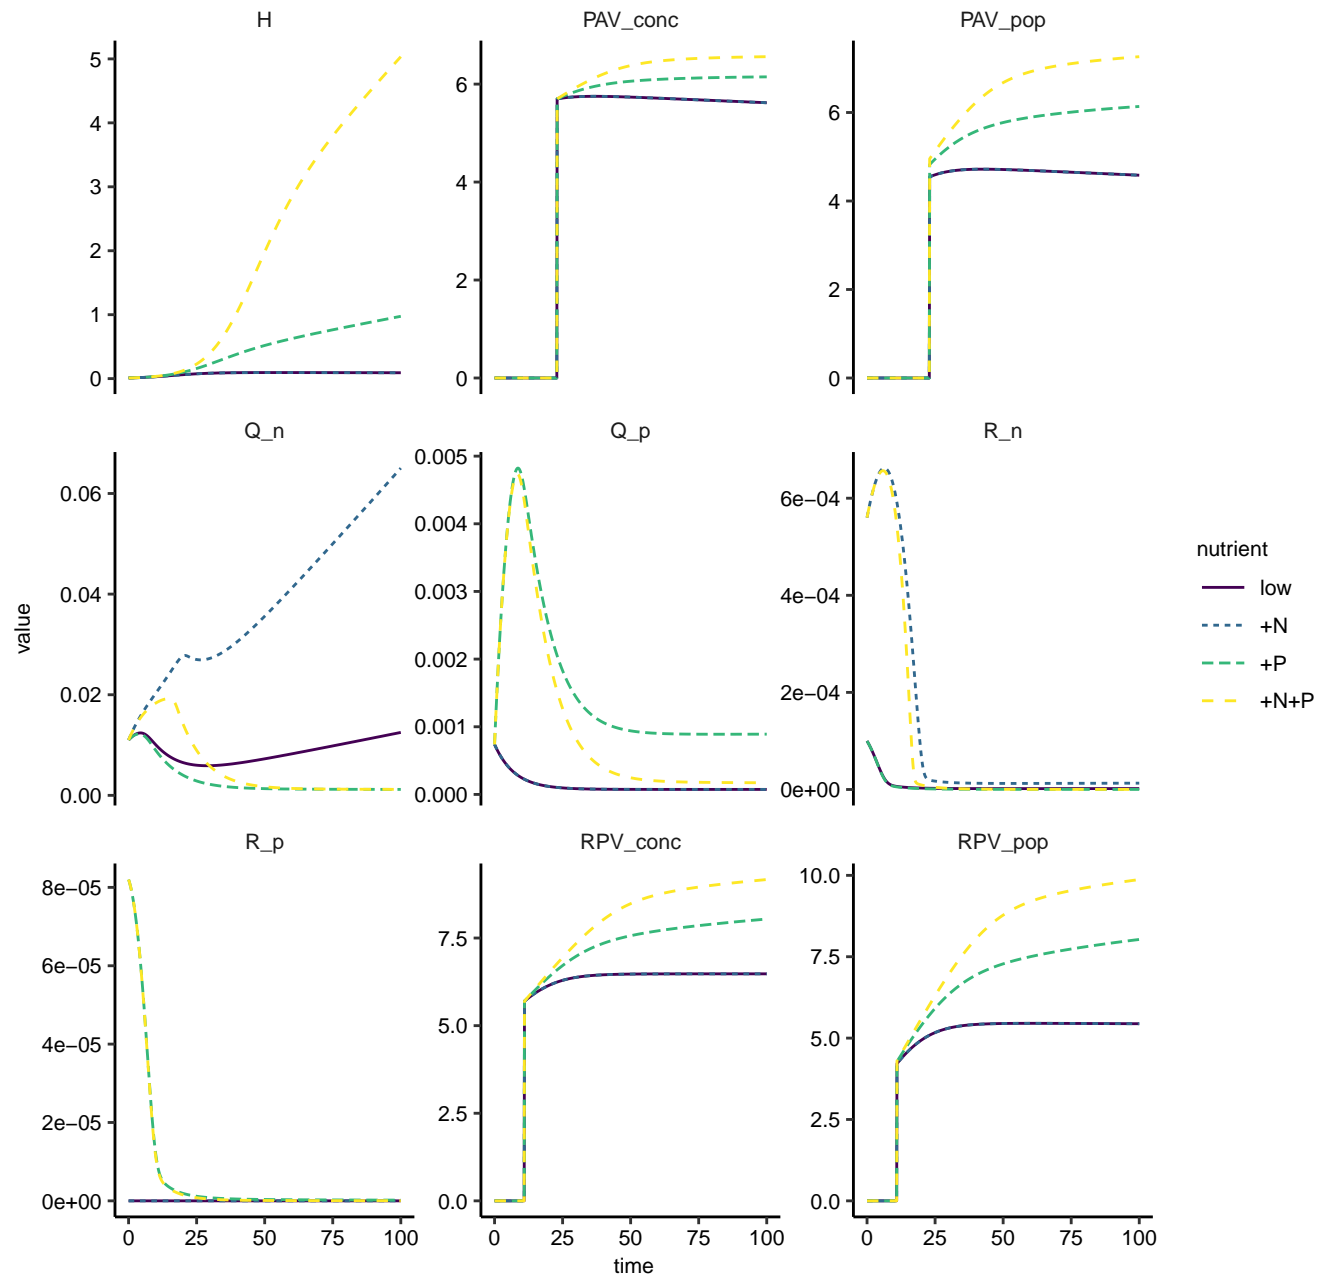 H
PAV_conc
PAV_pop
5
4
3
2
1
0
6
4
2
0
6
4
2
0
Q_n
Q_p
R_n
0.06
0.04
0.02
0.00
0.005
0.004
0.003
0.002
0.001
0.000
6e−04
4e−04
2e−04
0e+00
R_p
RPV_conc
RPV_pop
8e−05
6e−05
4e−05
2e−05
0e+00
7.5
5.0
2.5
0.0
10.0
7.5
5.0
2.5
0.0
0 25 50 75 100
0 25 50 75 100
0 25 50 75 100
time
value
nutrient
low
+N
+P
+N+P